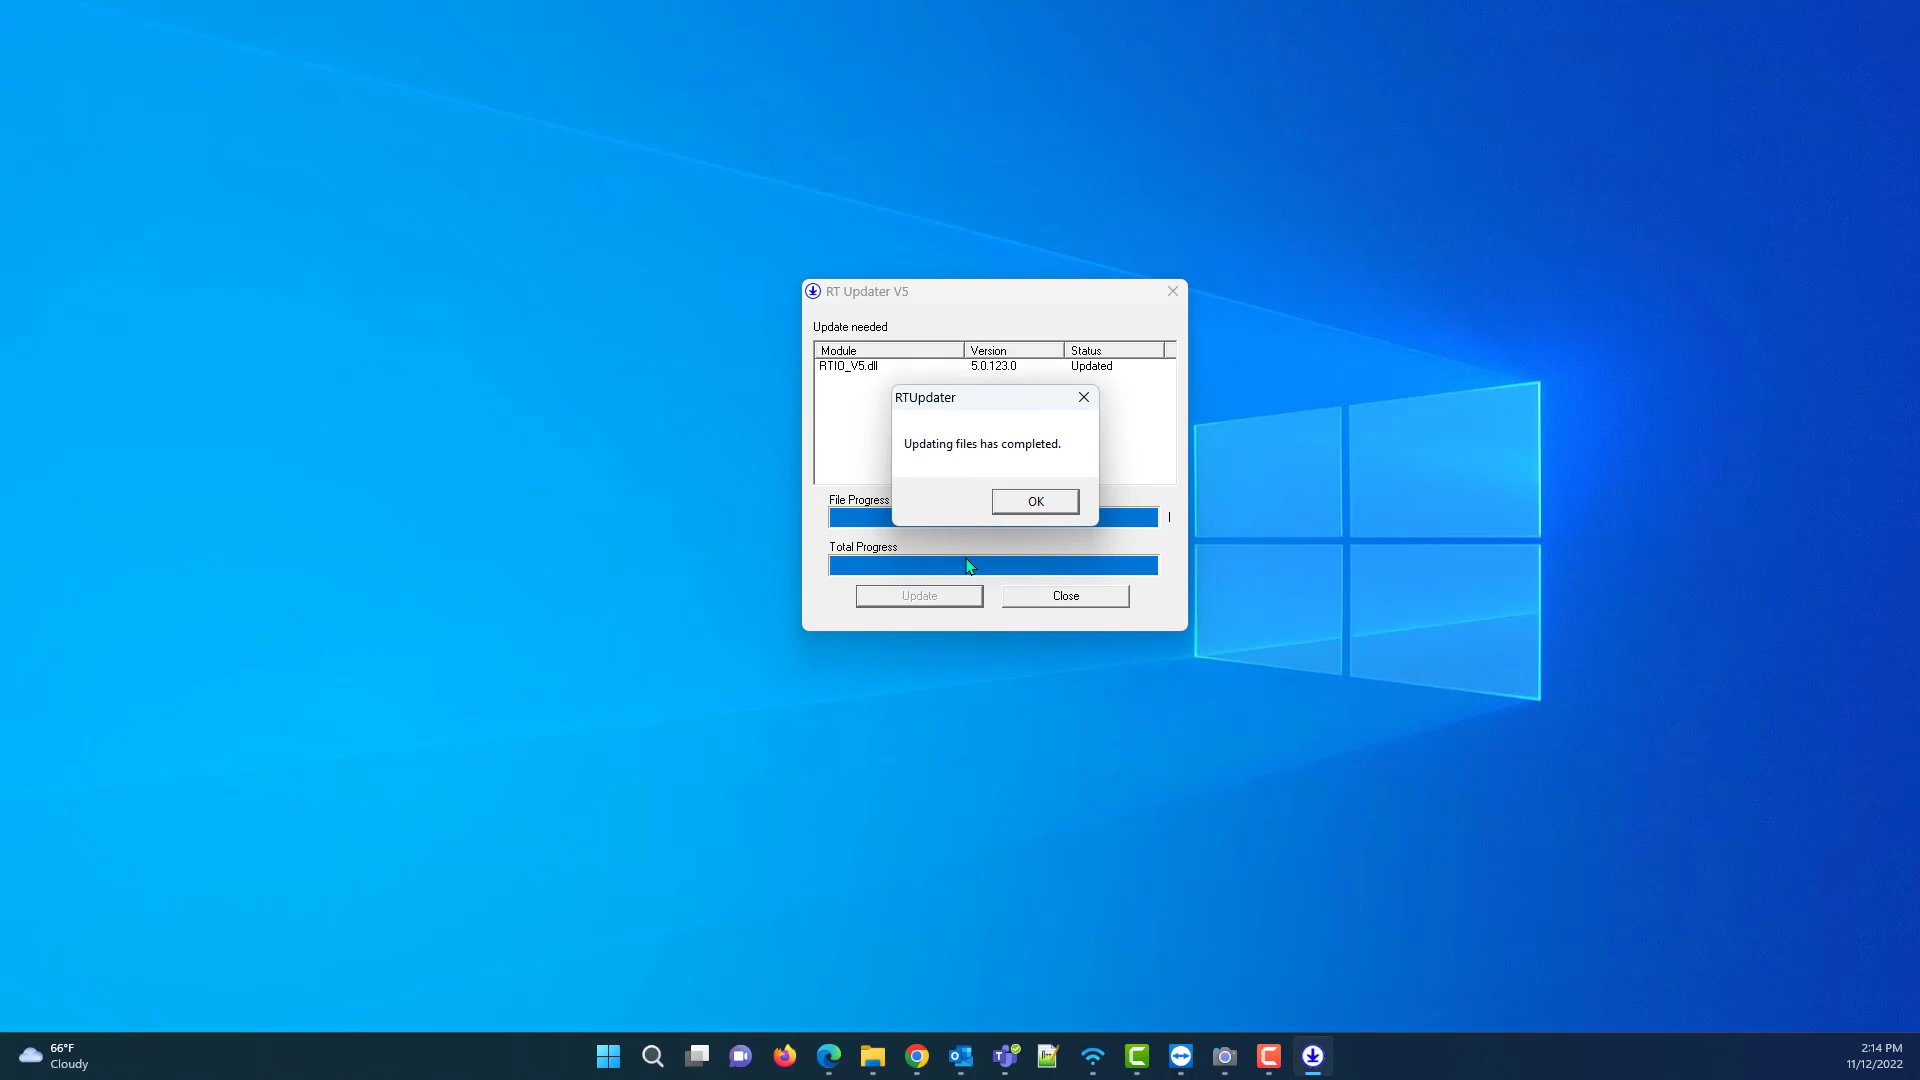 RT Updater V5
Update needed
Module Version Status
RTIO_V5.dll 5.0.123.0 Updated
RTUpdater
Updating files has completed.
OK
File Progress
Total Progress
Update Close
66°F
Cloudy
2:14 PM
11/12/2022